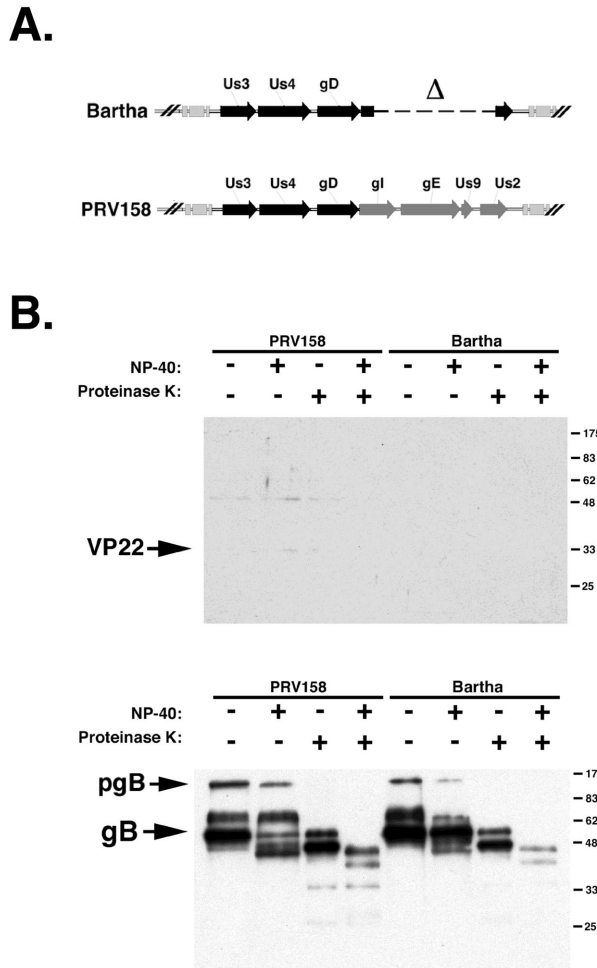 A.
Us3 Us4 gD Δ
Bartha
Us3 Us4 gD gI gE Us9 Us2
PRV158
B.
PRV158 Bartha
NP-40: - + - + - + - +
Proteinase K: - - + + - - + +
175
83
62
48
VP22 33
25
PRV158 Bartha
NP-40: - + - + - + - +
Proteinase K: - - + + - - + +
17
pgB 83
62
gB 48
33
25